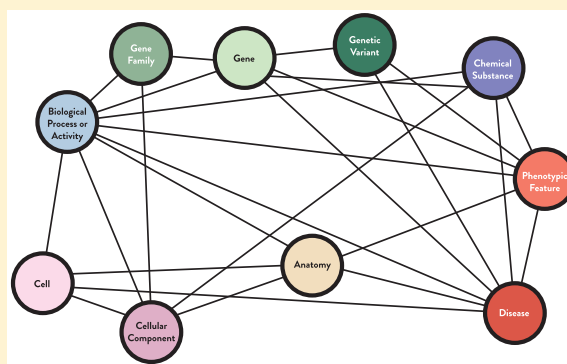 Gene
Family
Gene
Genetic
Variant
Chemical
Substance
Biological
Process or
Activity
Phenotypic
Feature
Anatomy
Cell
Cellular
Component
Disease